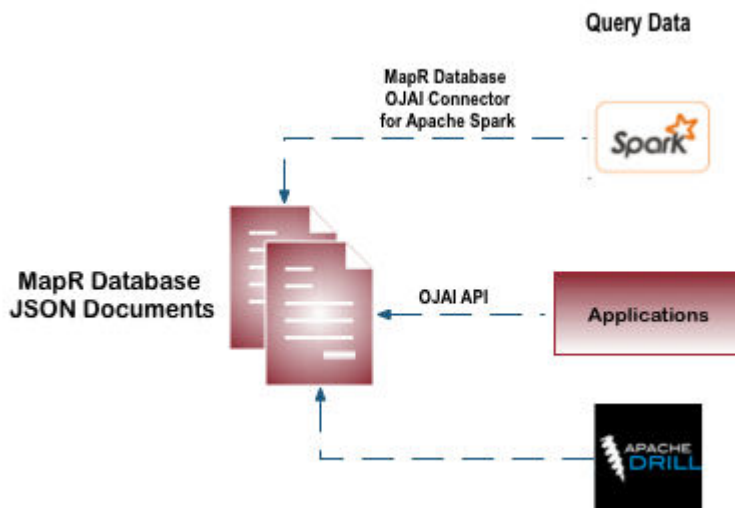 Query Data
MapR Database
OJAI Connector
for Apache Spark
Spark
MapR Database
JSON Documents
OJAI API
Applications
APACHE
DRILL